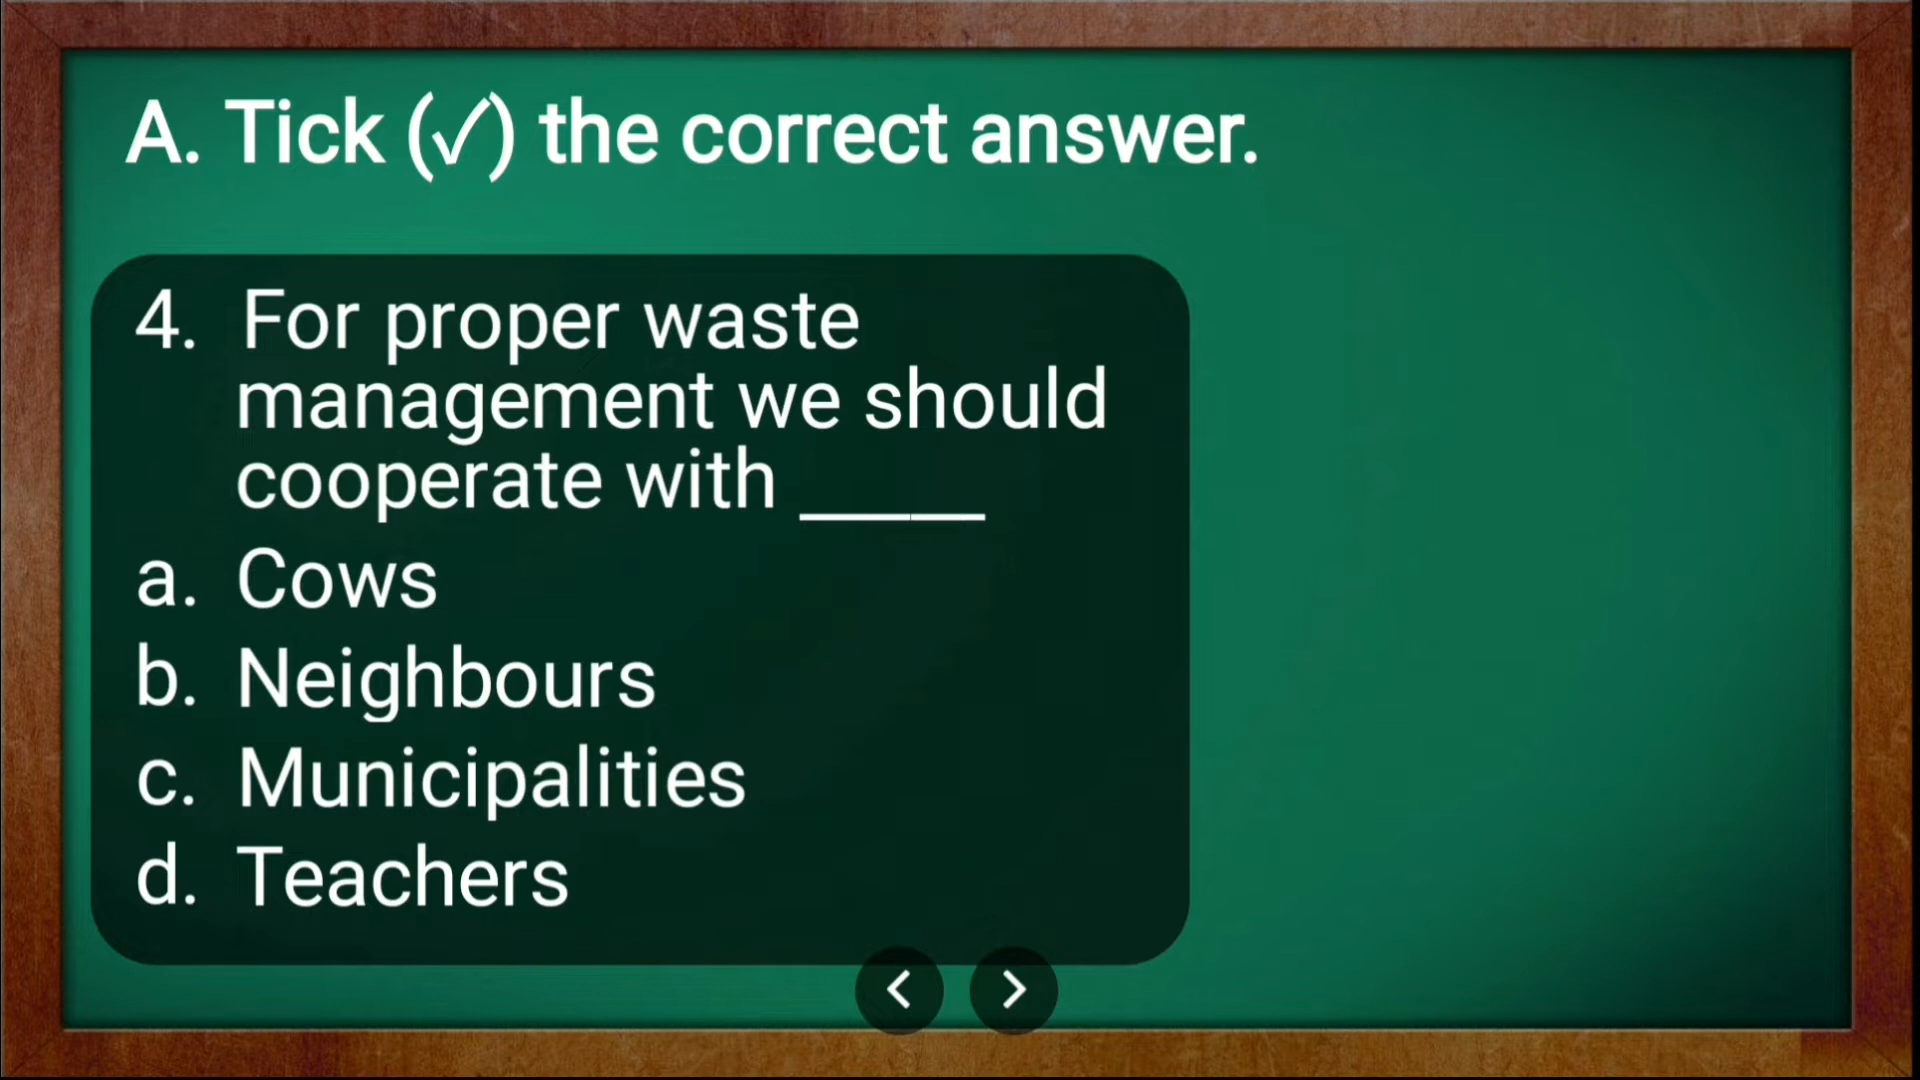 A. Tick (✓) the correct answer.
4. For proper waste
management we should
cooperate with _____
a. Cows
b. Neighbours
c. Municipalities
d. Teachers